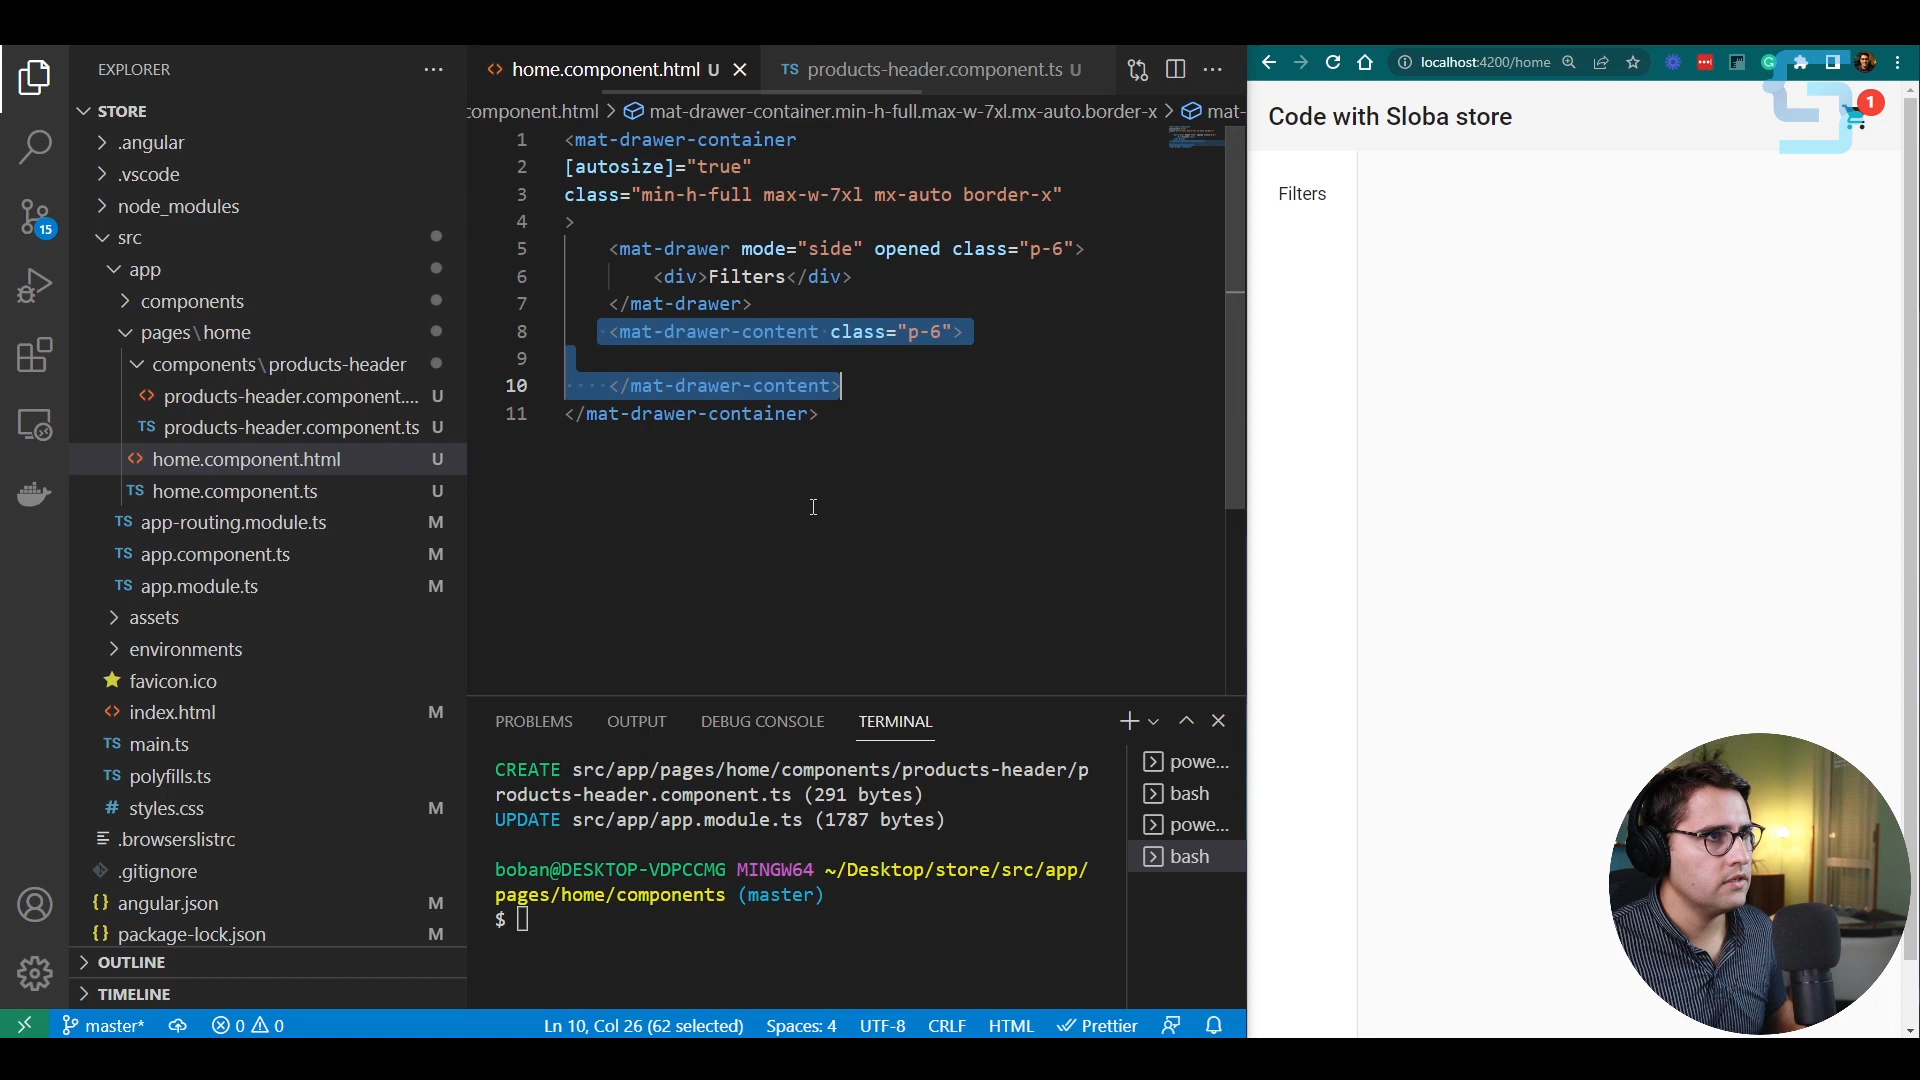 EXPLORER
STORE
.angular
.vscode
node_modules
src
app
components
pages\home
components\products-header
products-header.component.... U
TS products-header.component.ts U
home.component.html U
TS home.component.ts U
TS app-routing.module.ts M
TS app.component.ts M
TS app.module.ts M
assets
environments
favicon.ico
index.html M
TS main.ts
TS polyfills.ts
# styles.css M
.browserslistrc
.gitignore
{} angular.json M
{} package-lock.json M
OUTLINE
TIMELINE
15
home.component.html U
TS products-header.component.ts U
component.html > mat-drawer-container.min-h-full.max-w-7xl.mx-auto.border-x > mat-
1 <mat-drawer-container
2 [autosize]="true"
3 class="min-h-full max-w-7xl mx-auto border-x"
4 >
5 <mat-drawer mode="side" opened class="p-6">
6 <div>Filters</div>
7 </mat-drawer>
8 <mat-drawer-content class="p-6">
9
10 </mat-drawer-content>
11 </mat-drawer-container>
PROBLEMS OUTPUT DEBUG CONSOLE TERMINAL
CREATE src/app/pages/home/components/products-header/p
roducts-header.component.ts (291 bytes)
UPDATE src/app/app.module.ts (1787 bytes)
boban@DESKTOP-VDPCCMG MINGW64 ~/Desktop/store/src/app/
pages/home/components (master)
$
powe...
bash
powe...
bash
master* 0 0 Ln 10, Col 26 (62 selected) Spaces: 4 UTF-8 CRLF HTML Prettier
localhost:4200/home
Code with Sloba store
1
Filters